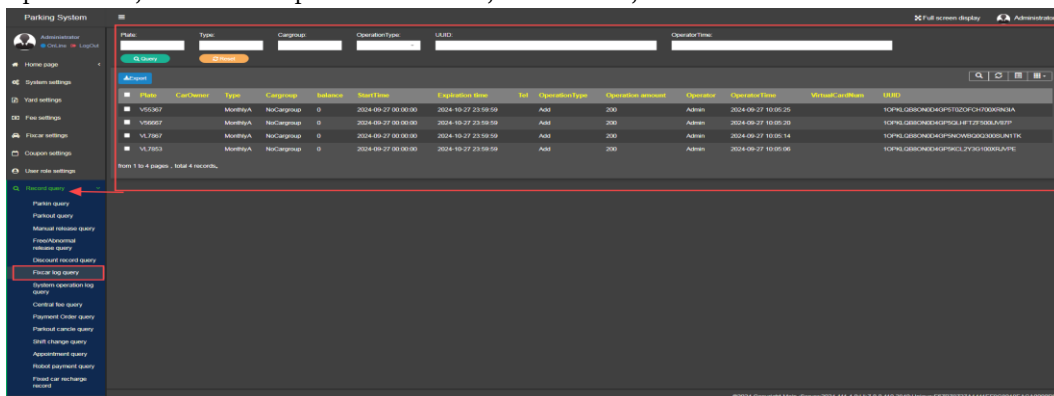 Parking System
Full screen display Administrator
Administrator
OnLine LogOut
Plate: Type: Cargroup: OperationType: UUID: OperatorTime:
Query Reset
Home page
System settings
Yard settings
Fee settings
Fixcar settings
Coupon settings
User role settings
Record query
Parkin query
Parkout query
Manual release query
Free/Abnormal
release query
Discount record query
Fixcar log query
System operation log
query
Central fee query
Payment Order query
Parkout cancle query
Shift change query
Appointment query
Robot payment query
Fixed car recharge
record
Export
Plate CarOwner Type Cargroup balance StartTime Expiration time Tel OperationType Operation amount Operator OperatorTime VirtualCardNum UUID
V55367 MonthlyA NoCargroup 0 2024-09-27 00:00:00 2024-10-27 23:59:59 Add 200 Admin 2024-09-27 10:05:25
V56667 MonthlyA NoCargroup 0 2024-09-27 00:00:00 2024-10-27 23:59:59 Add 200 Admin 2024-09-27 10:05:20
VL7867 MonthlyA NoCargroup 0 2024-09-27 00:00:00 2024-10-27 23:59:59 Add 200 Admin 2024-09-27 10:05:14
VL7853 MonthlyA NoCargroup 0 2024-09-27 00:00:00 2024-10-27 23:59:59 Add 200 Admin 2024-09-27 10:05:06
from 1 to 4 pages , total 4 records。